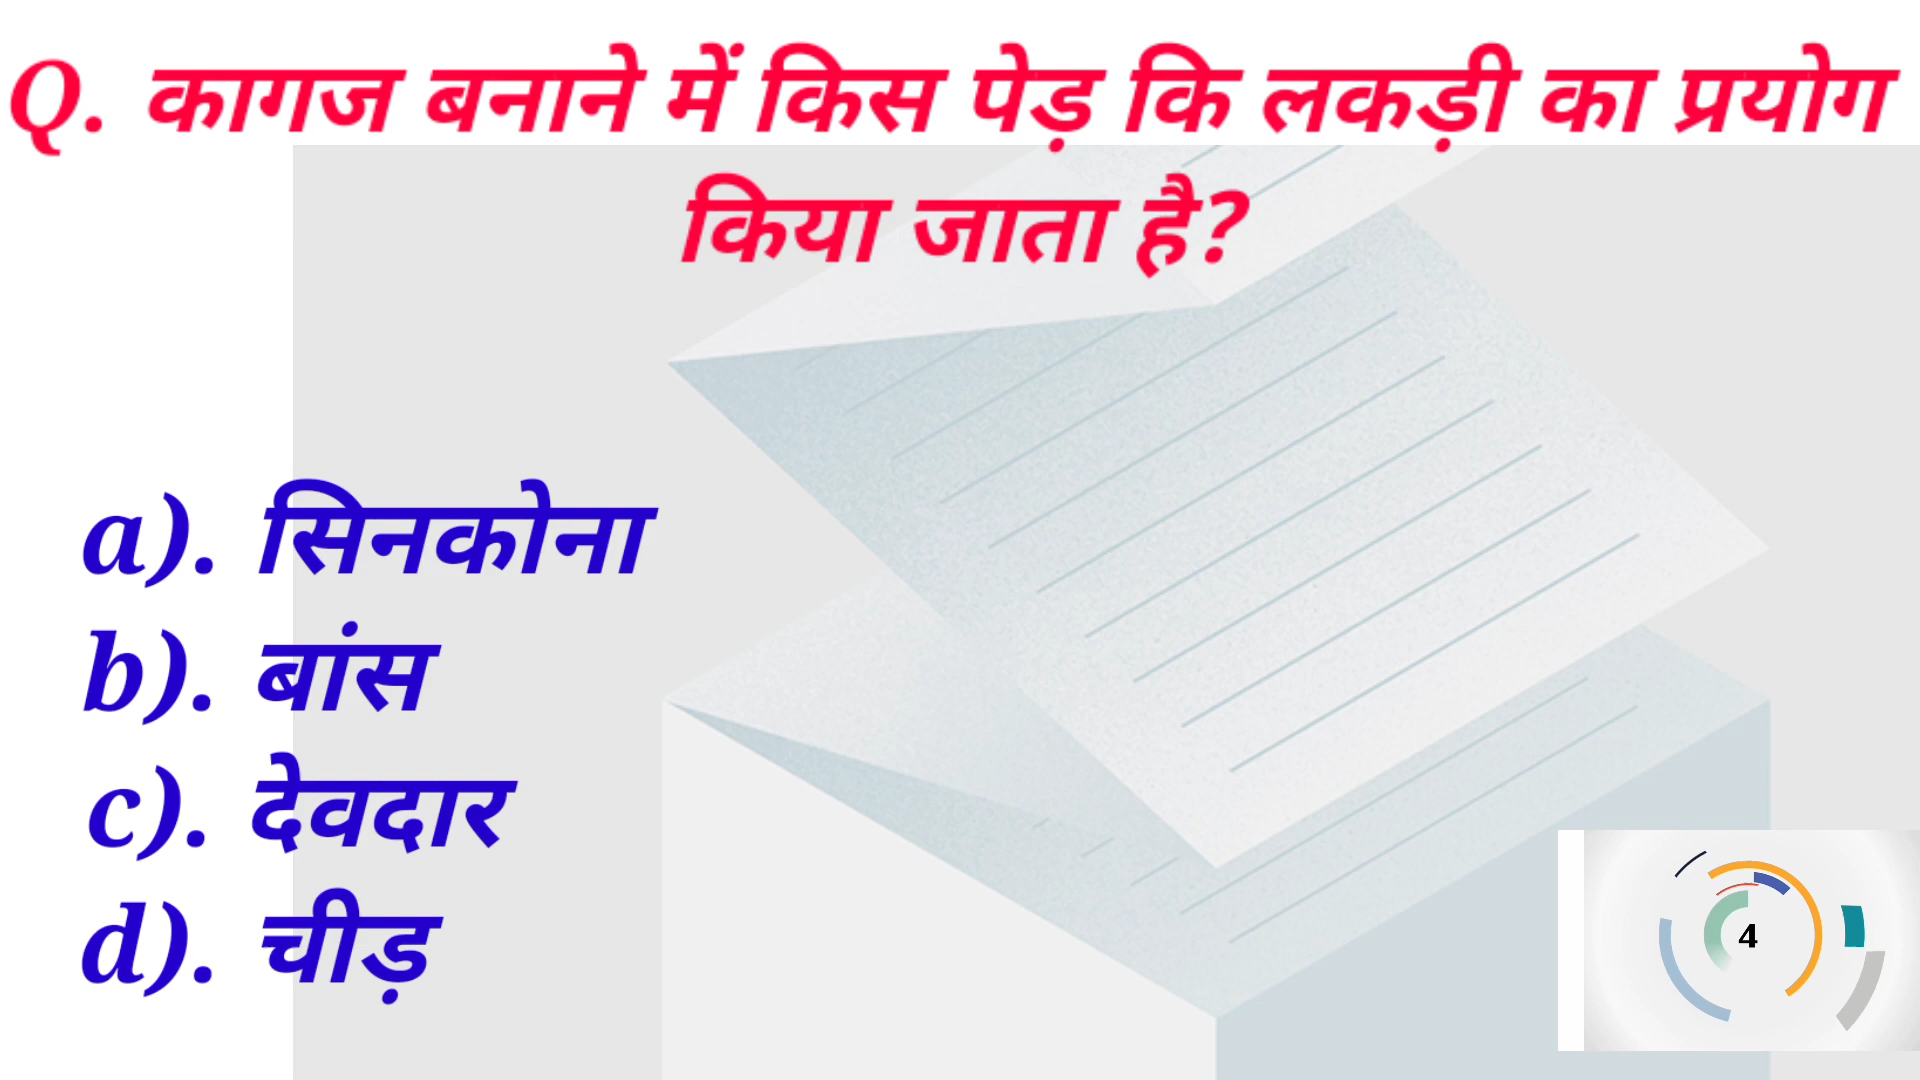 Q. कागज बनाने में किस पेड़ कि लकड़ी का प्रयोग
किया जाता है?
a). सिनकोना
b). बांस
c). देवदार
d). चीड़
4